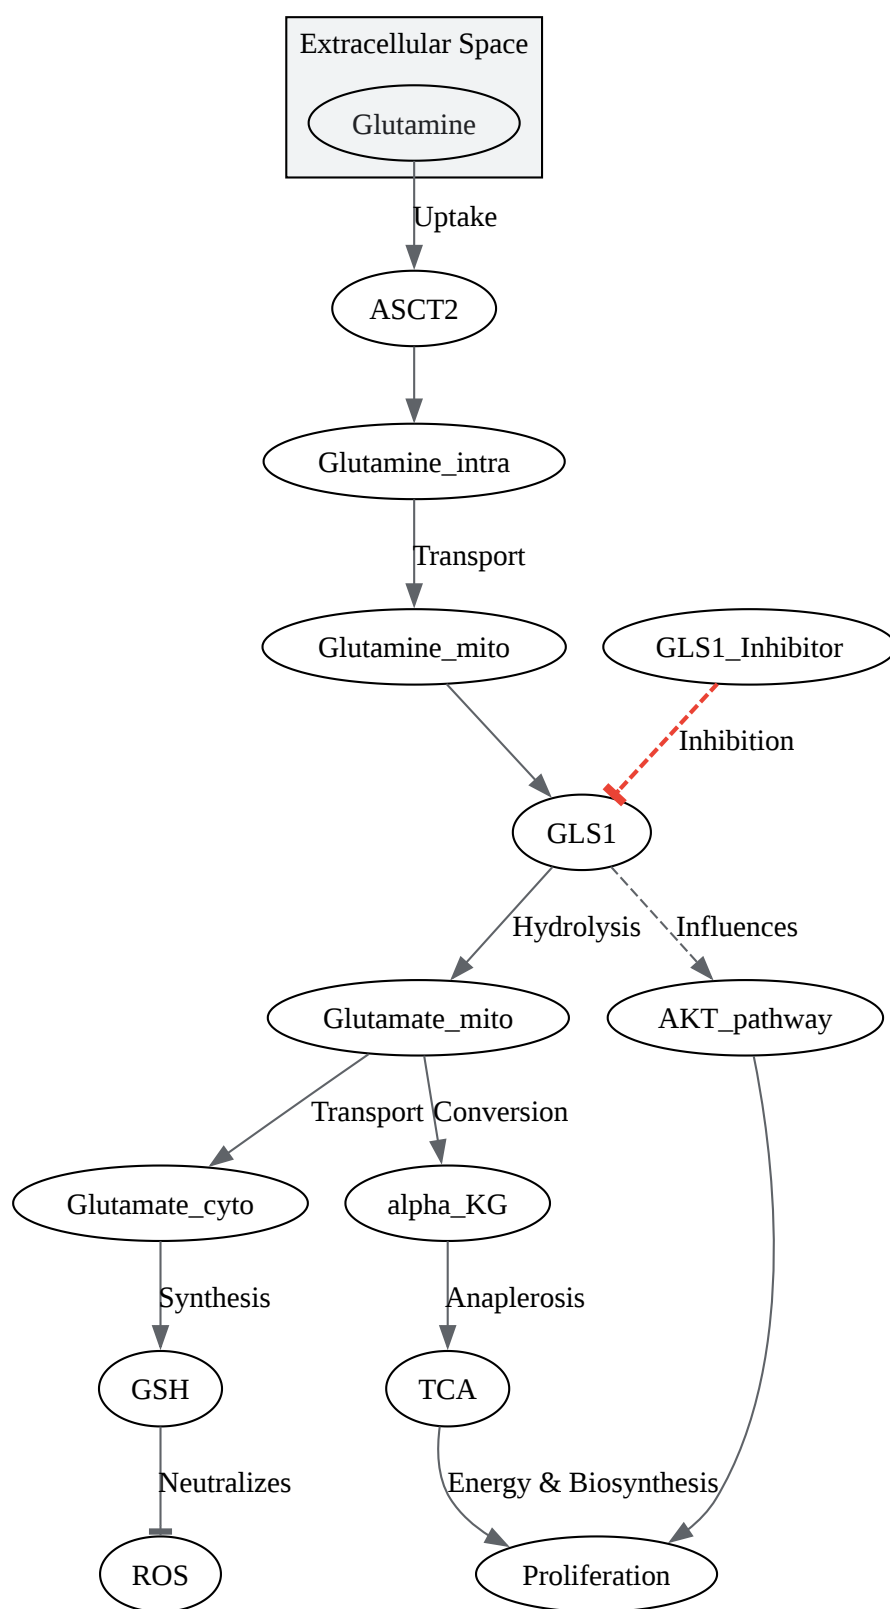 Extracellular Space
Glutamine
Uptake
ASCT2
Glutamine_intra
Transport
Glutamine_mito
GLS1_Inhibitor
Inhibition
GLS1
Hydrolysis
Influences
Glutamate_mito
AKT_pathway
Transport
Conversion
Glutamate_cyto
alpha_KG
Synthesis
Anaplerosis
GSH
TCA
Neutralizes
Energy & Biosynthesis
ROS
Proliferation